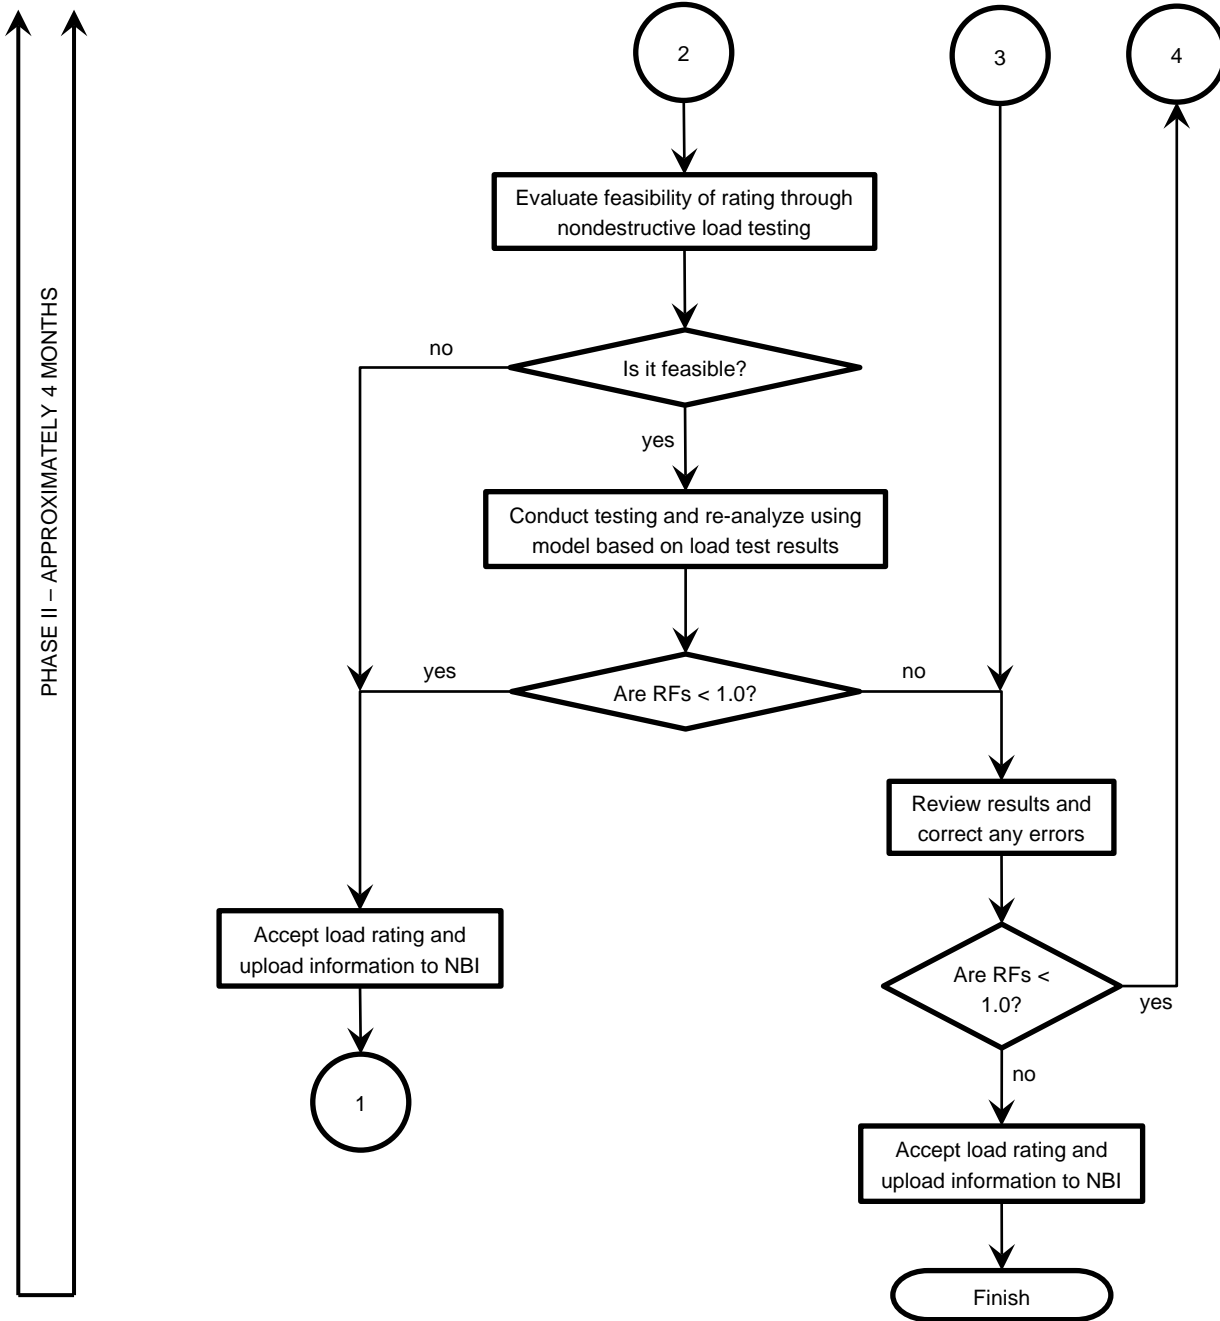 2
3
4
Evaluate feasibility of rating through
nondestructive load testing
PHASE II – APPROXIMATELY 4 MONTHS
no
Is it feasible?
yes
Conduct testing and re-analyze using
model based on load test results
yes
Are RFs < 1.0?
no
Review results and
correct any errors
Accept load rating and
upload information to NBI
Are RFs <
1.0?
yes
no
1
Accept load rating and
upload information to NBI
Finish